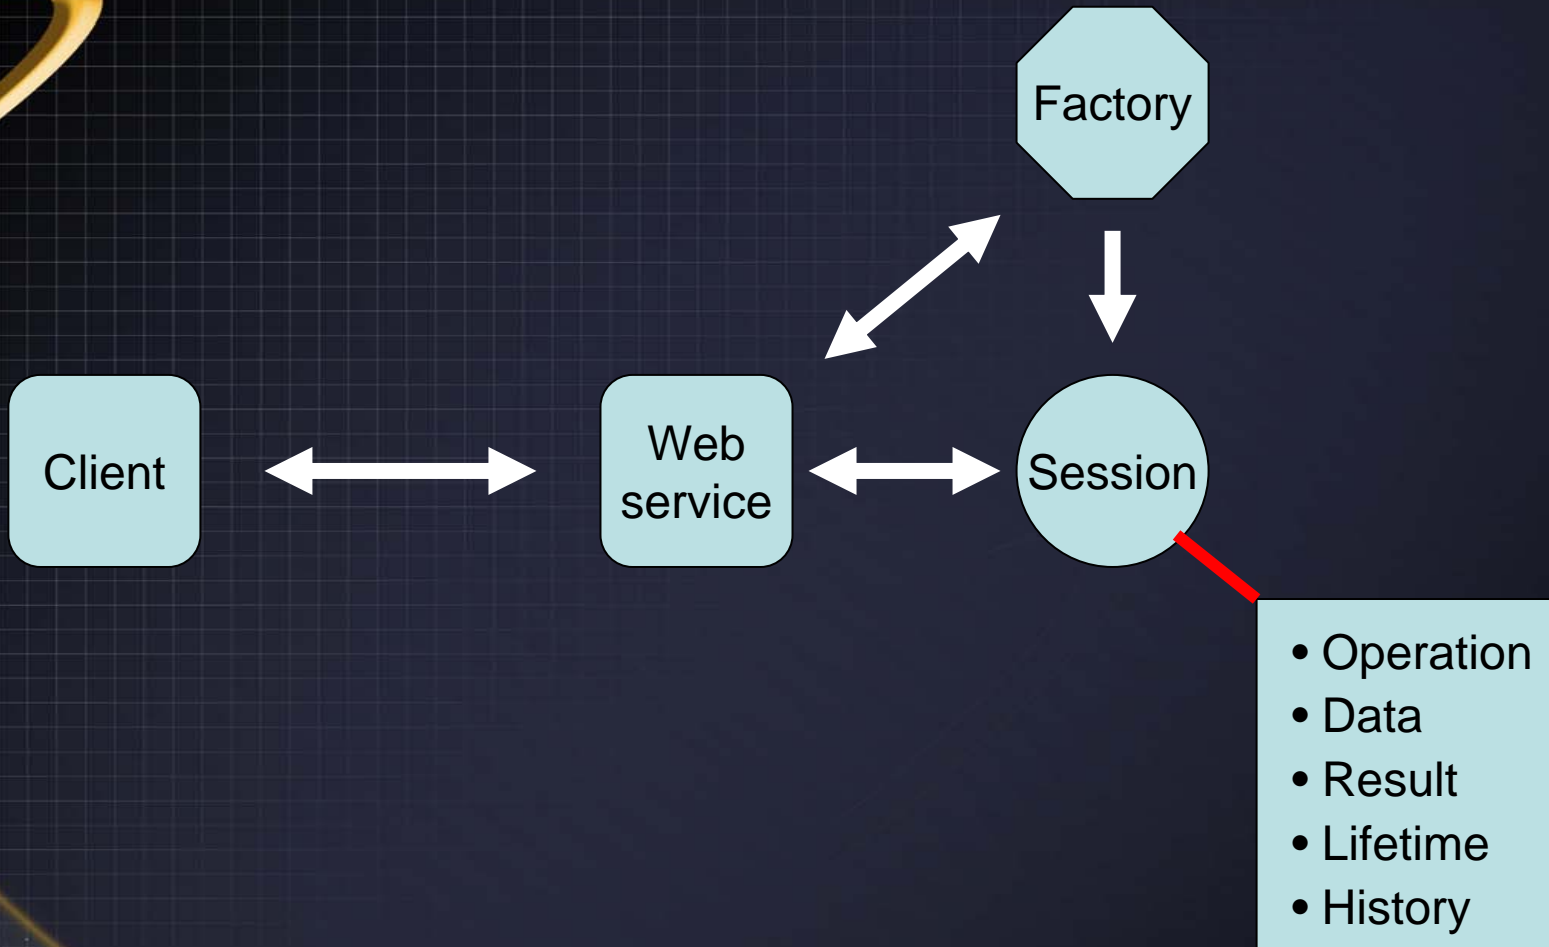 Factory
Client
Web
service
Session
• Operation
• Data
• Result
• Lifetime
• History